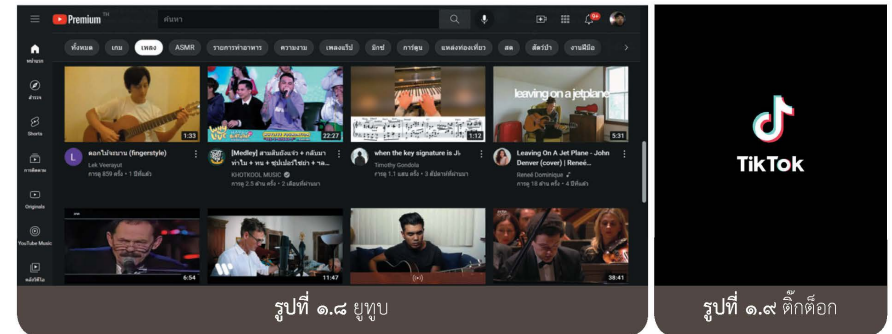 Premium TH
ค้นหา
9+
ทั้งหมด
เกม
เพลง
ASMR
รายการทำอาหาร
ความงาม
เพลงแร็ป
มิกซ์
การ์ตูน
แหล่งท่องเที่ยว
สด
สัตว์ป่า
งานฝีมือ
หน้าแรก
สำรวจ
Shorts
การติดตาม
Originals
YouTube Music
คลังวิดีโอ
1:33
22:27
1:12
leaving on a jetplane
5:31
L
ดอกไม้ระบาน (fingerstyle)
Lek Veerayut
การดู 859 ครั้ง • 1 ปีที่แล้ว
[Medley] สายลับยังแจ๋ว + กลับมา
ทำไม + ทน + ซุปเปอร์ไซย่า +
KHOTKOOL MUSIC
การดู 2.5 ล้าน ครั้ง • 2 เดือนที่ผ่านมา
when the key signature is
Timothy Gondola
การดู 1.1 แสน ครั้ง • 3 สัปดาห์ที่ผ่านมา
Leaving On A Jet Plane - John
Denver (cover) | Reneé...
Reneé Dominique
การดู 18 ล้าน ครั้ง • 4 ปีที่แล้ว
6:54
11:47
38:41
รูปที่ ๑.๘ ยูทูบ
TikTok
รูปที่ ๑.๙ ติ๊กต็อก